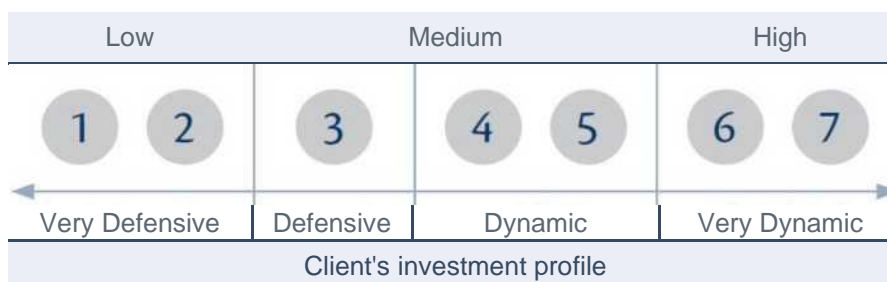 Low Medium High
1 2 3 4 5 6 7
Very Defensive Defensive Dynamic Very Dynamic
Client's investment profile